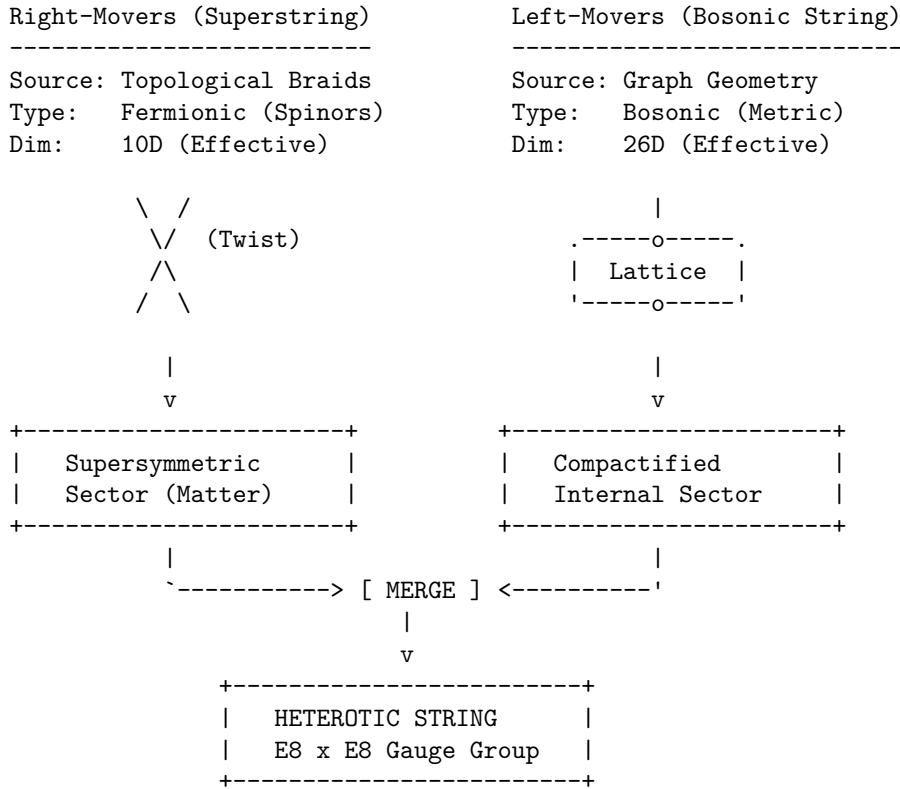 Right-Movers (Superstring) Left-Movers (Bosonic String)
Source: Topological Braids Source: Graph Geometry
Type: Fermionic (Spinors) Type: Bosonic (Metric)
Dim: 10D (Effective) Dim: 26D (Effective)
(Twist)
Lattice
Supersymmetric Compactified
Sector (Matter) Internal Sector
[ MERGE ]
HETEROTIC STRING
E8 x E8 Gauge Group